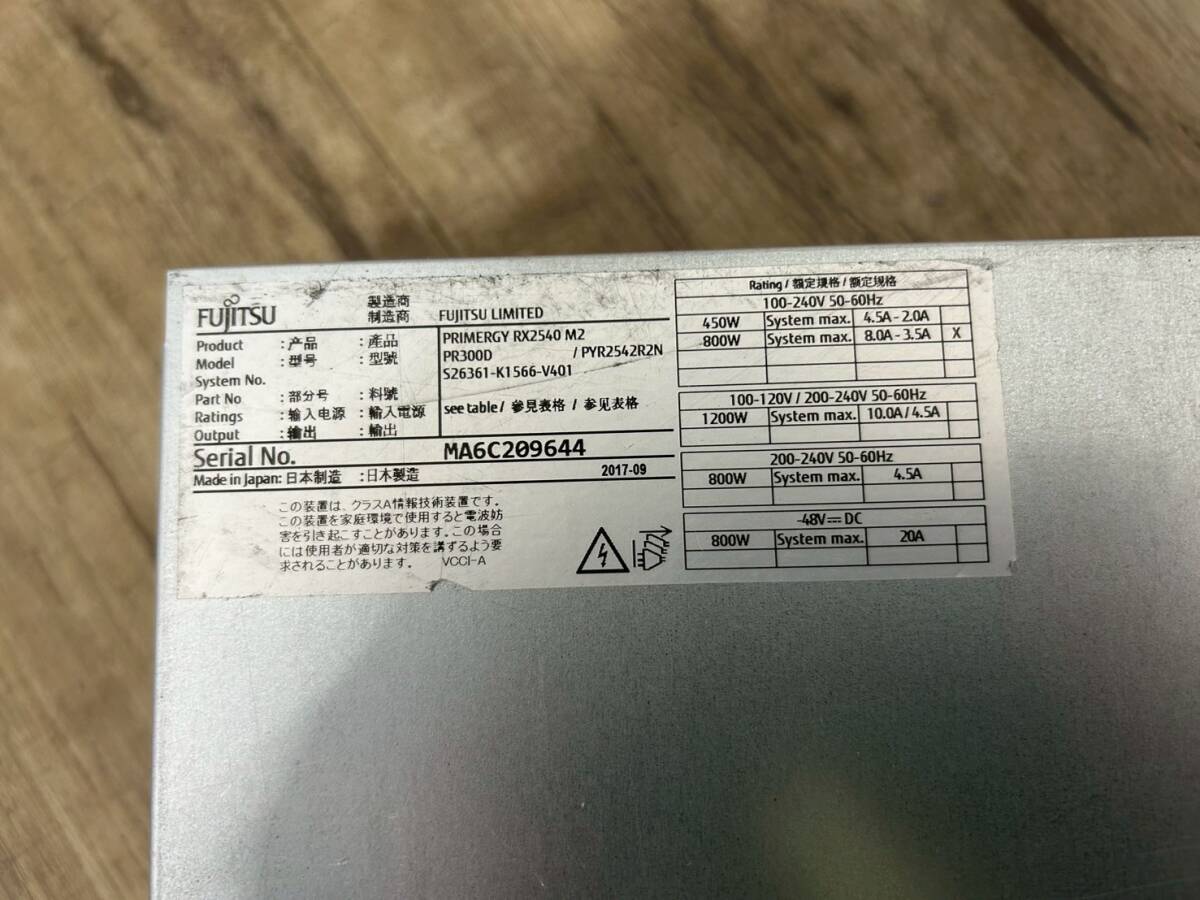 FUJITSU 製造商 制造商 FUJITSU LIMITED
Product :产品 :產品 PRIMERGY RX2540 M2
Model :型号 :型號 PR300D / PYR2542R2N
System No. S26361-K1566-V401
Part No :部分号 :料號
Ratings :输入电源 :輸入電源 see table / 參見表格 / 参见表格
Output :输出 :輸出
Serial No. MA6C209644
Made in Japan: 日本制造 :日本製造 2017-09
この装置は、クラスA情報技術装置です。
この装置を家庭環境で使用すると電波妨
害を引き起こすことがあります。この場合
には使用者が適切な対策を講ずるよう要
求されることがあります。 VCCI-A
Rating / 額定規格 / 额定规格
100-240V 50-60Hz
450W System max. 4.5A - 2.0A
800W System max. 8.0A - 3.5A X
100-120V / 200-240V 50-60Hz
1200W System max. 10.0A / 4.5A
200-240V 50-60Hz
800W System max. 4.5A
-48V⎓ DC
800W System max. 20A